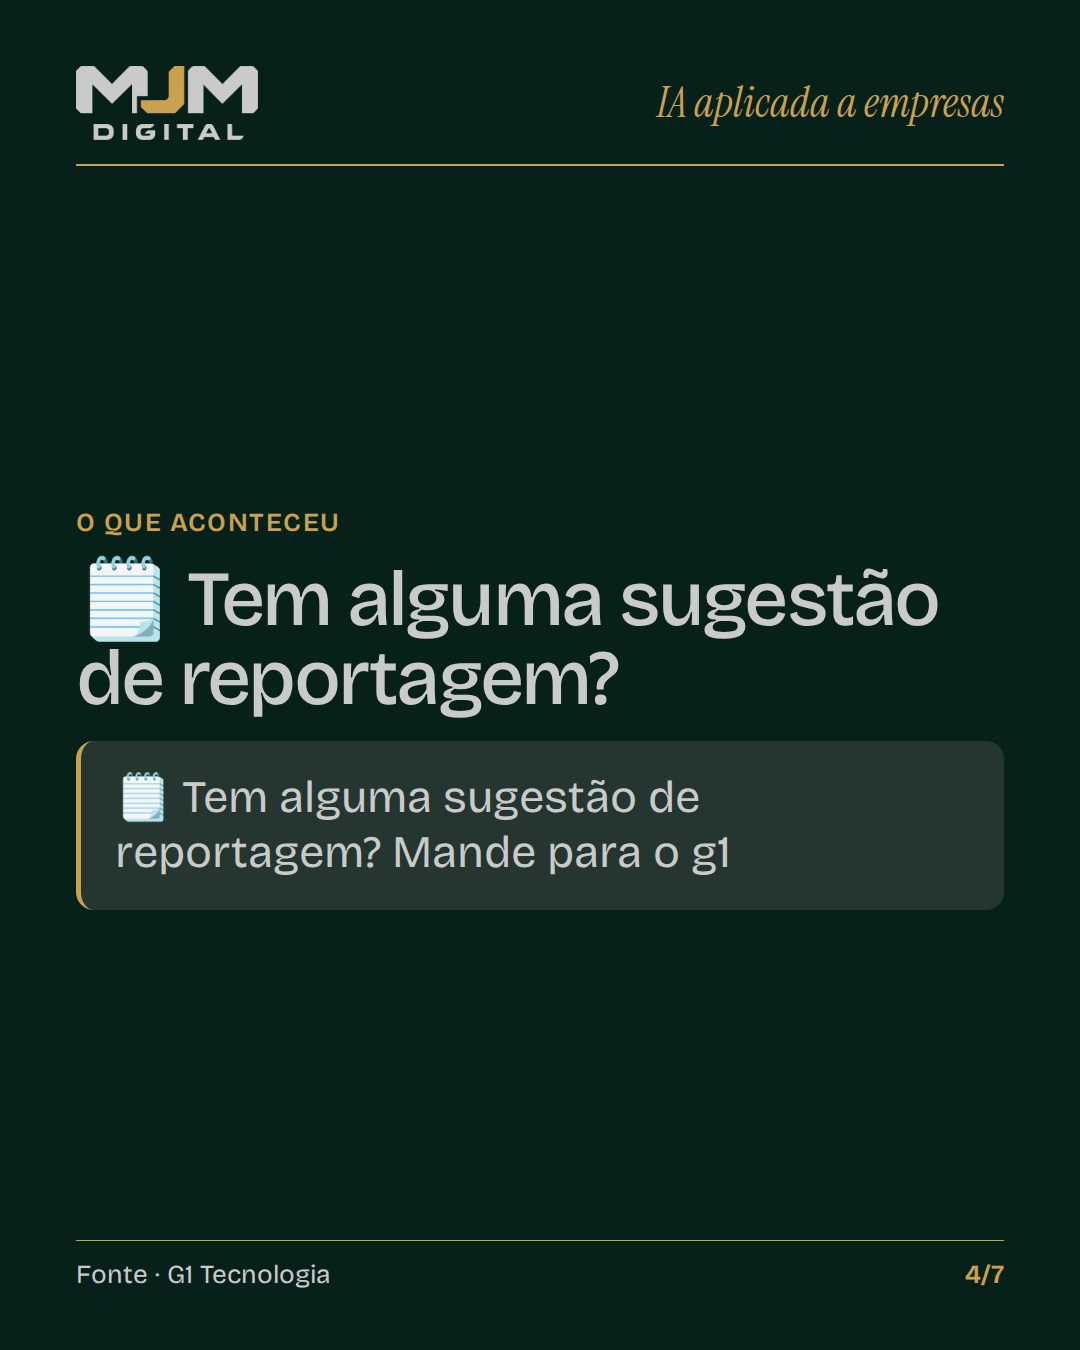 MJM
DIGITAL
IA aplicada a empresas
O QUE ACONTECEU
🗒️ Tem alguma sugestão
de reportagem?
🗒️ Tem alguma sugestão de
reportagem? Mande para o g1
Fonte · G1 Tecnologia
4/7